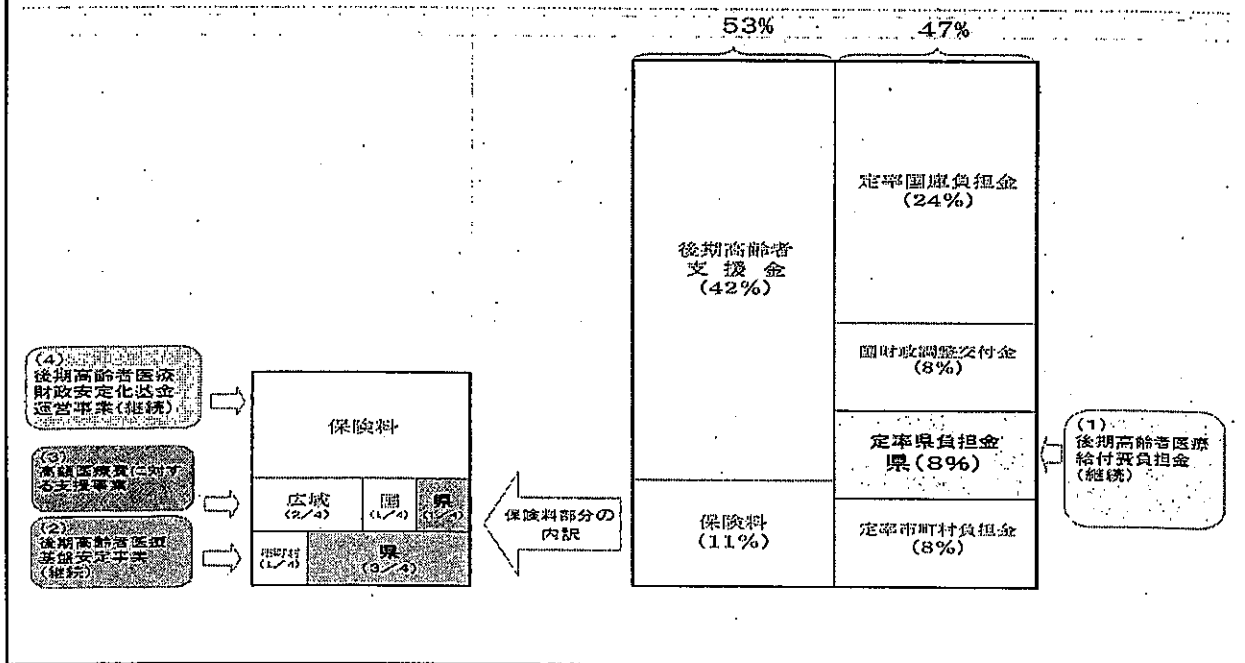 53%
47%
後期高齢者
支援金
(42%)
保険料
(11%)
定率国庫負担金
(24%)
国財政調整交付金
(8%)
定率県負担金
県(8%)
定率市町村負担金
(8%)
(1)
後期高齢者医療
給付費負担金
(継続)
保険料部分の
内訳
保険料
広域
(2/4)
国
(1/4)
県
(1/4)
市町村
(1/4)
県
(3/4)
(4)
後期高齢者医療
財政安定化基金
運営事業(継続)
(3)
高額医療費に対す
る支援事業
(2)
後期高齢者医療
基盤安定事業
(継続)